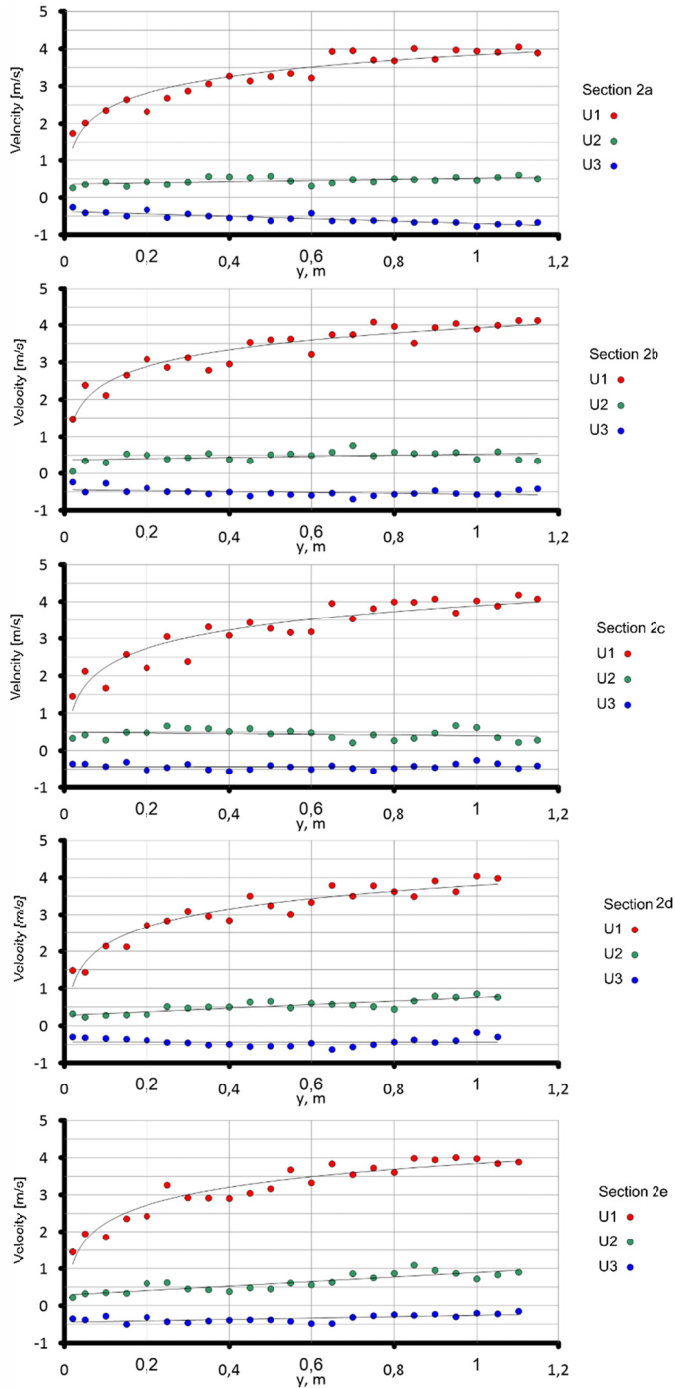 5
4
3
2
1
0
-1
Velocity [m/s]
0
0,2
0,4
0,6
0,8
1
1,2
y, m
Section 2a
U1
U2
U3
5
4
3
2
1
0
-1
Velocity [m/s]
0
0,2
0,4
0,6
0,8
1
1,2
y, m
Section 2b
U1
U2
U3
5
4
3
2
1
0
-1
Velocity [m/s]
0
0,2
0,4
0,6
0,8
1
1,2
y, m
Section 2c
U1
U2
U3
5
4
3
2
1
0
-1
Velocity [m/s]
0
0,2
0,4
0,6
0,8
1
1,2
y, m
Section 2d
U1
U2
U3
5
4
3
2
1
0
-1
Velocity [m/s]
0
0,2
0,4
0,6
0,8
1
1,2
y, m
Section 2e
U1
U2
U3